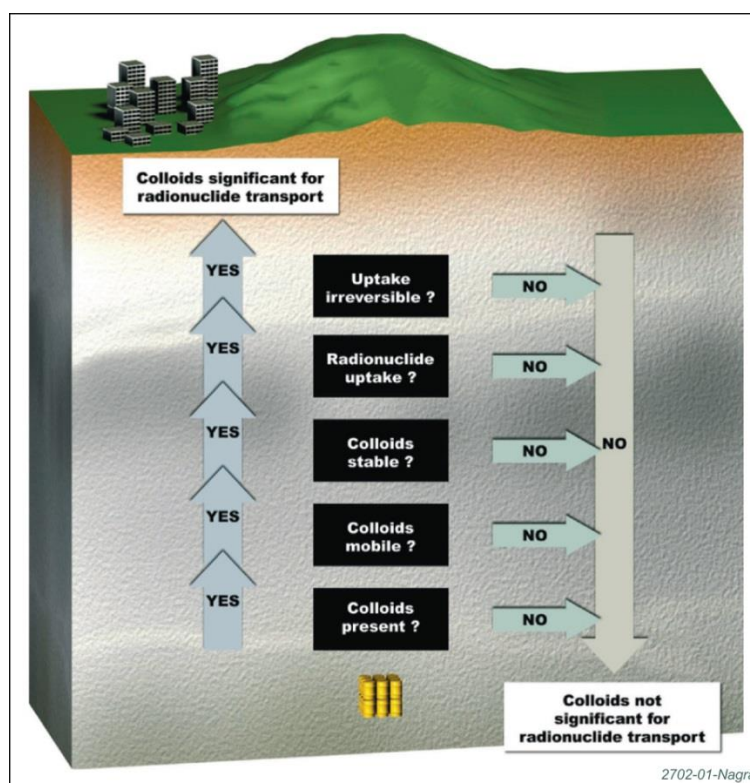 Colloids significant for
radionuclide transport
YES
Uptake
irreversible ?
NO
YES
Radionuclide
uptake ?
NO
YES
Colloids
stable ?
NO
NO
YES
Colloids
mobile ?
NO
YES
Colloids
present ?
NO
Colloids not
significant for
radionuclide transport
2702-01-Nagra